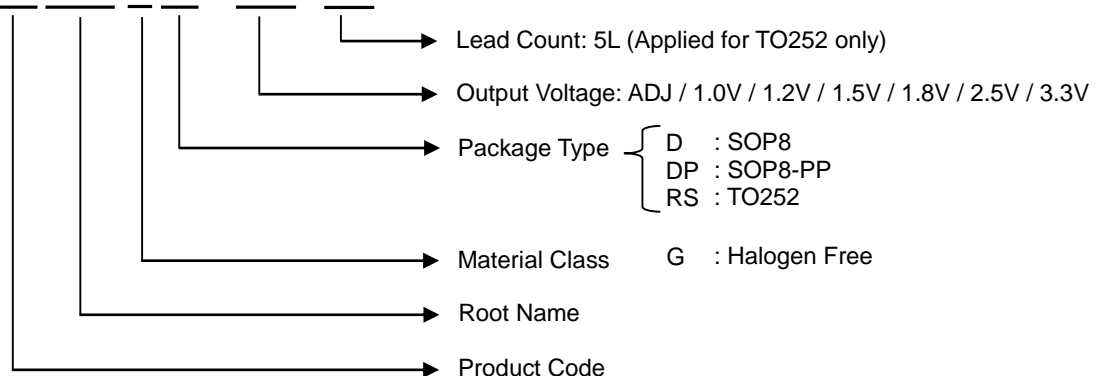 Lead Count: 5L (Applied for TO252 only)
Output Voltage: ADJ / 1.0V / 1.2V / 1.5V / 1.8V / 2.5V / 3.3V
Package Type
D : SOP8
DP : SOP8-PP
RS : TO252
Material Class G : Halogen Free
Root Name
Product Code